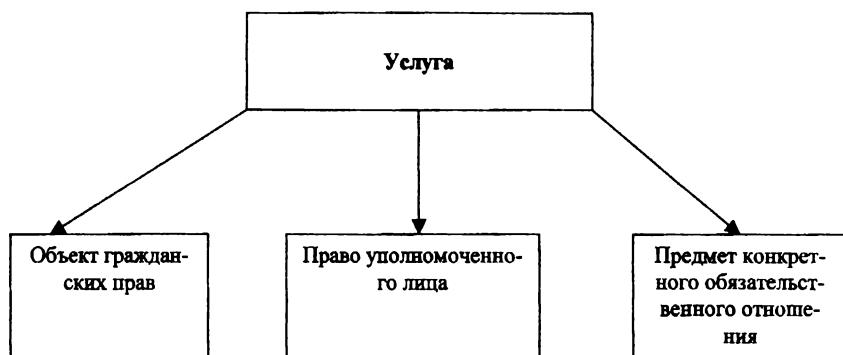 Услуга
Объект граждан-
ских прав
Право уполномоченно-
го лица
Предмет конкрет-
ного обязательст-
венного отноше-
ния